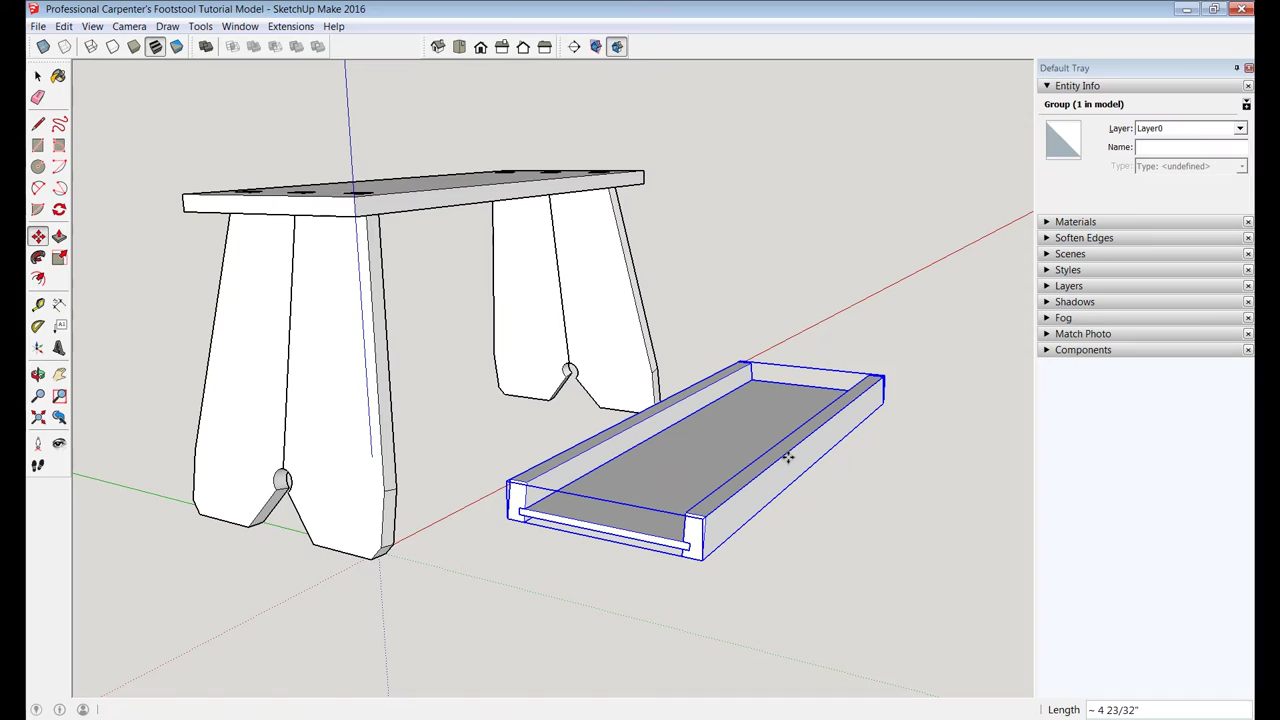 Professional Carpenter's Footstool Tutorial Model - SketchUp Make 2016
File Edit View Camera Draw Tools Window Extensions Help
Default Tray
Entity Info
Group (1 in model)
Layer: Layer0
Name:
Type: Type: <undefined>
Materials
Soften Edges
Scenes
Styles
Layers
Shadows
Fog
Match Photo
Components
Length ~ 4 23/32"